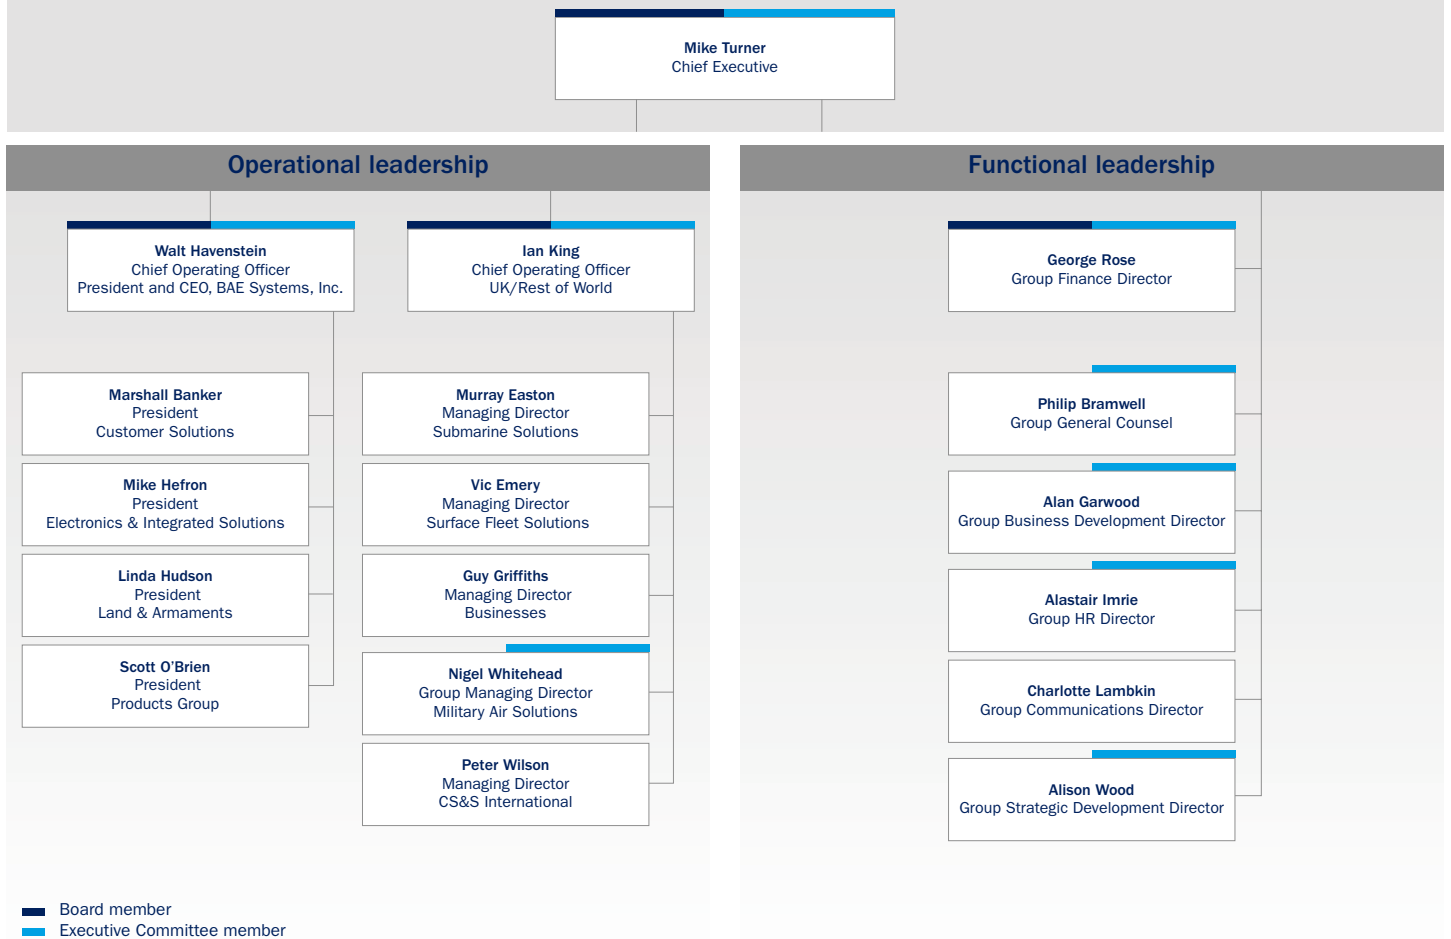 Mike Turner
Chief Executive
Operational leadership
Walt Havenstein
Chief Operating Officer
President and CEO, BAE Systems, Inc.
Ian King
Chief Operating Officer
UK/Rest of World
Marshall Banker
President
Customer Solutions
Mike Hefron
President
Electronics & Integrated Solutions
Linda Hudson
President
Land & Armaments
Scott O’Brien
President
Products Group
Murray Easton
Managing Director
Submarine Solutions
Vic Emery
Managing Director
Surface Fleet Solutions
Guy Griffiths
Managing Director
Businesses
Nigel Whitehead
Group Managing Director
Military Air Solutions
Peter Wilson
Managing Director
CS&S International
Functional leadership
George Rose
Group Finance Director
Philip Bramwell
Group General Counsel
Alan Garwood
Group Business Development Director
Alastair Imrie
Group HR Director
Charlotte Lambkin
Group Communications Director
Alison Wood
Group Strategic Development Director
Board member
Executive Committee member